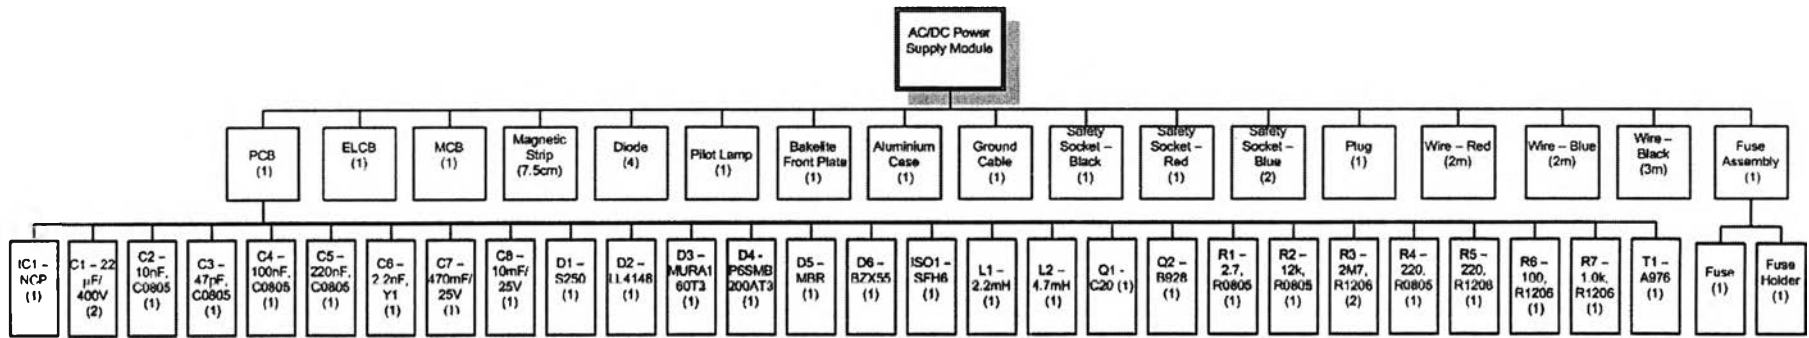 AC/DC Power
Supply Module
PCB
(1)
ELCB
(1)
MCB
(1)
Magnetic
Strip
(7.5cm)
Diode
(4)
Pilot Lamp
(1)
Bakelite
Front Plate
(1)
Aluminium
Case
(1)
Ground
Cable
(1)
Safety
Socket –
Black
(1)
Safety
Socket –
Red
(1)
Safety
Socket –
Blue
(2)
Plug
(1)
Wire – Red
(2m)
Wire – Blue
(2m)
Wire –
Black
(3m)
Fuse
Assembly
(1)
IC1 –
NCP
(1)
C1 – 22
µF/
400V
(2)
C2 –
10nF,
C0805
(1)
C3 –
47pF,
C0805
(1)
C4 –
100nF,
C0805
(1)
C5 –
220nF,
C0805
(1)
C6 –
2.2nF,
Y1
(1)
C7 –
470mF/
25V
(1)
C8 –
10mF/
25V
(1)
D1 –
S250
(1)
D2 –
LL4148
(1)
D3 –
MURA1
60T3
(1)
D4 -
P6SMB
200AT3
(1)
D5 –
MBR
(1)
D6 –
BZX55
(1)
ISO1 –
SFH6
(1)
L1 –
2.2mH
(1)
L2 –
4.7mH
(1)
Q1 -
C20 (1)
Q2 –
B928
(1)
R1 –
2.7,
R0805
(1)
R2 –
12k,
R0805
(1)
R3 –
2M7,
R1206
(2)
R4 –
220,
R0805
(1)
R5 –
220,
R1206
(1)
R6 –
100,
R1206
(1)
R7 –
1.0k,
R1206
(1)
T1 –
A976
(1)
Fuse
(1)
Fuse
Holder
(1)